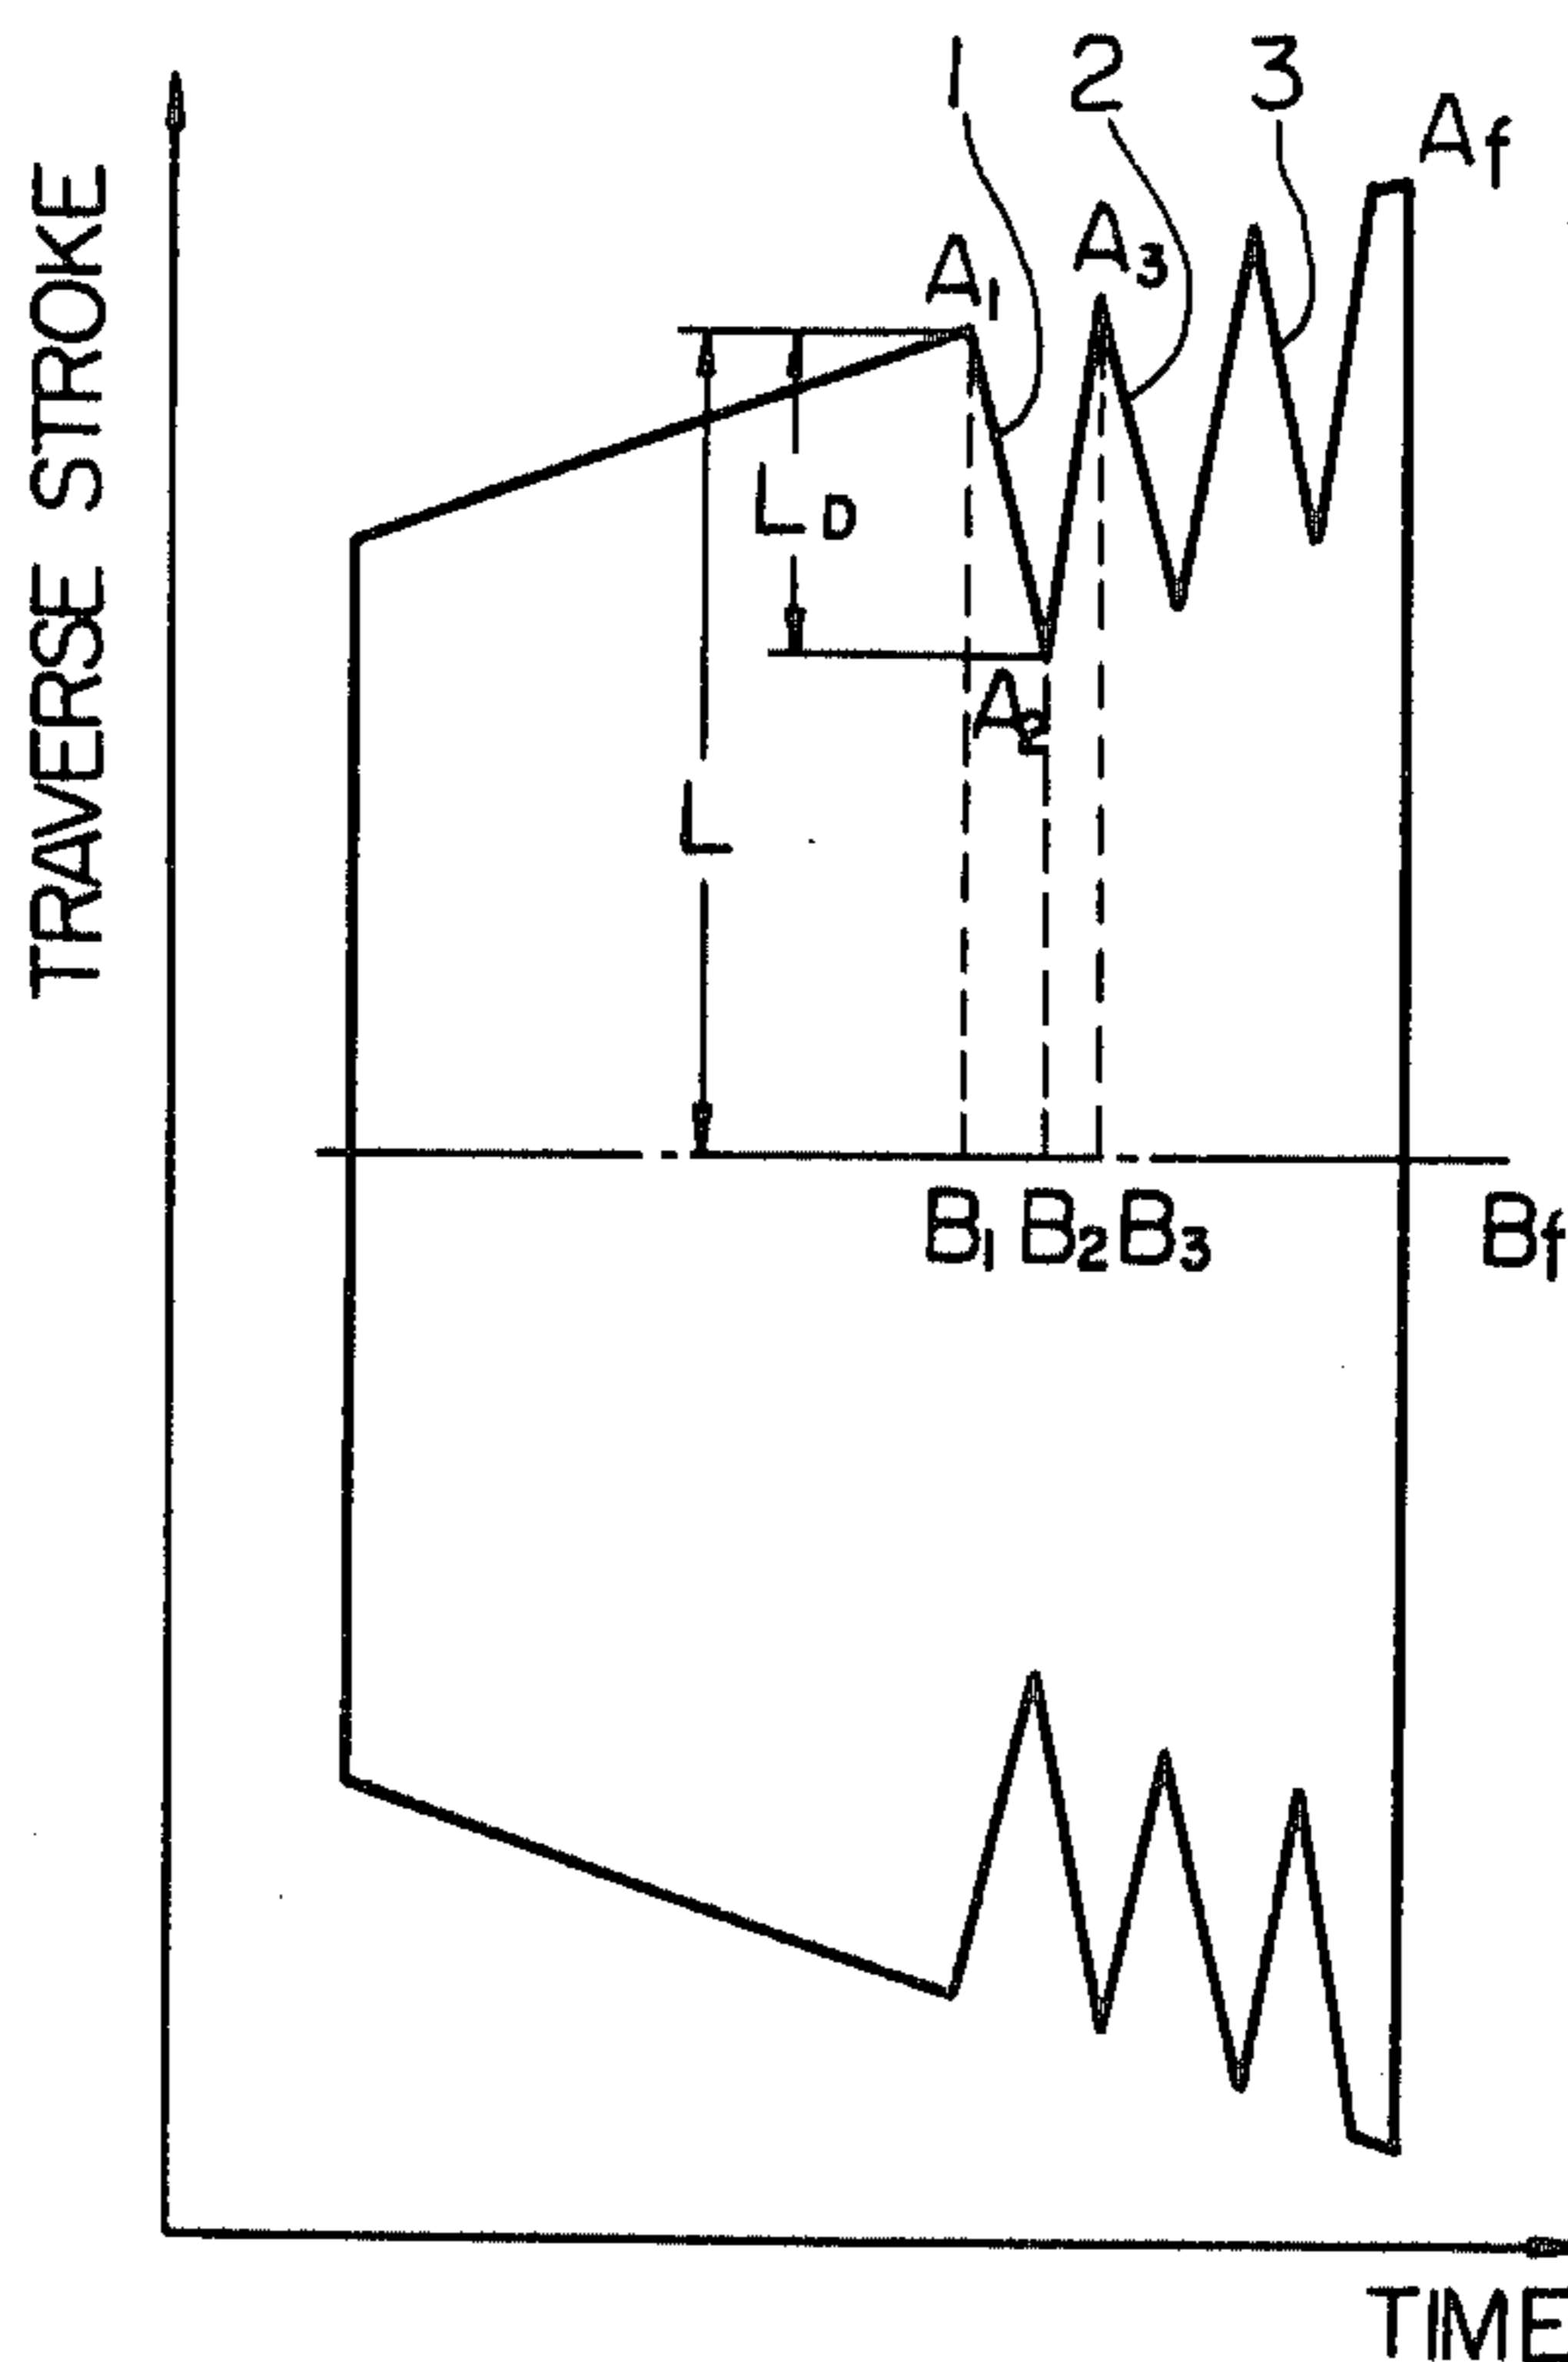 1 2 3
A₁ A₃ Af
TRAVERSE STROKE
LD
A₂
L
B₁ B₂ B₃ Bf
TIME